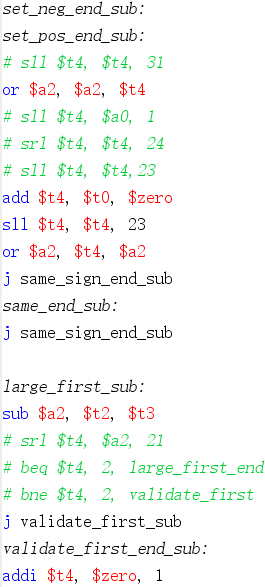 set_neg_end_sub:
set_pos_end_sub:
# sll $t4, $t4, 31
or $a2, $a2, $t4
# sll $t4, $a0, 1
# srl $t4, $t4, 24
# sll $t4, $t4,23
add $t4, $t0, $zero
sll $t4, $t4, 23
or $a2, $t4, $a2
j same_sign_end_sub
same_end_sub:
j same_sign_end_sub
large_first_sub:
sub $a2, $t2, $t3
# srl $t4, $a2, 21
# beq $t4, 2, large_first_end
# bne $t4, 2, validate_first
j validate_first_sub
validate_first_end_sub:
addi $t4, $zero, 1